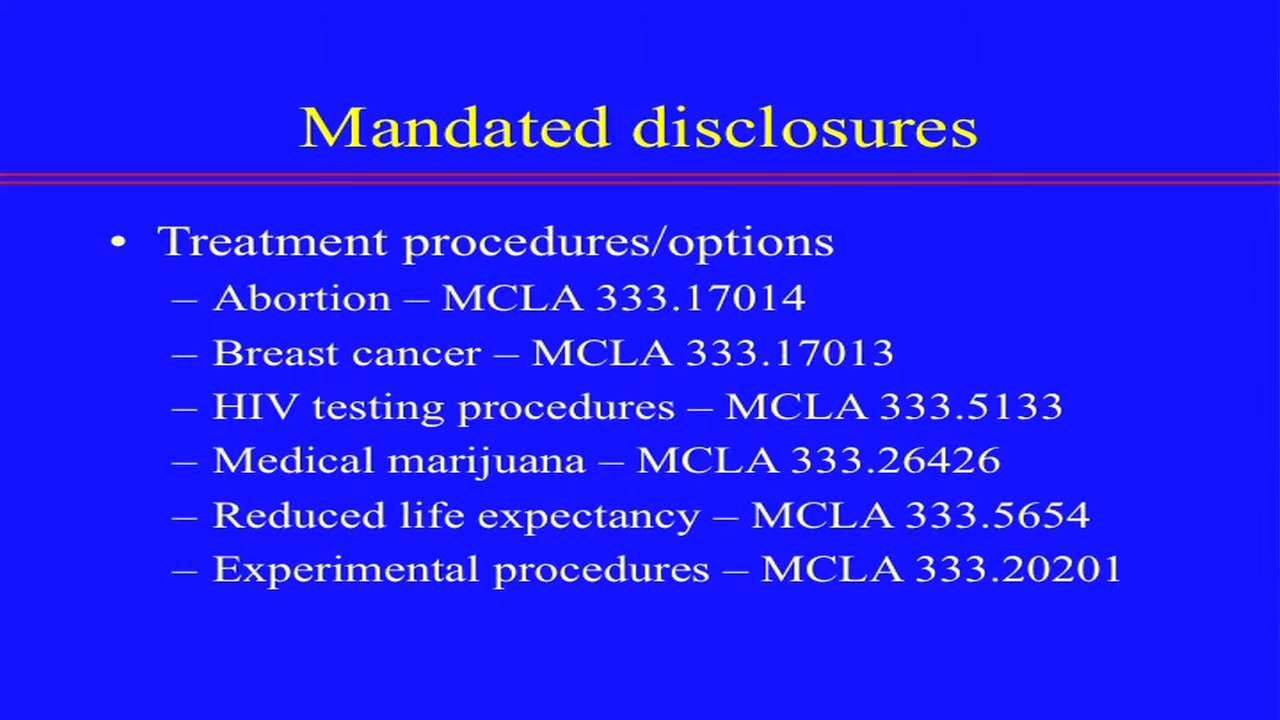 Mandated disclosures
• Treatment procedures/options
– Abortion – MCLA 333.17014
– Breast cancer – MCLA 333.17013
– HIV testing procedures – MCLA 333.5133
– Medical marijuana – MCLA 333.26426
– Reduced life expectancy – MCLA 333.5654
– Experimental procedures – MCLA 333.20201